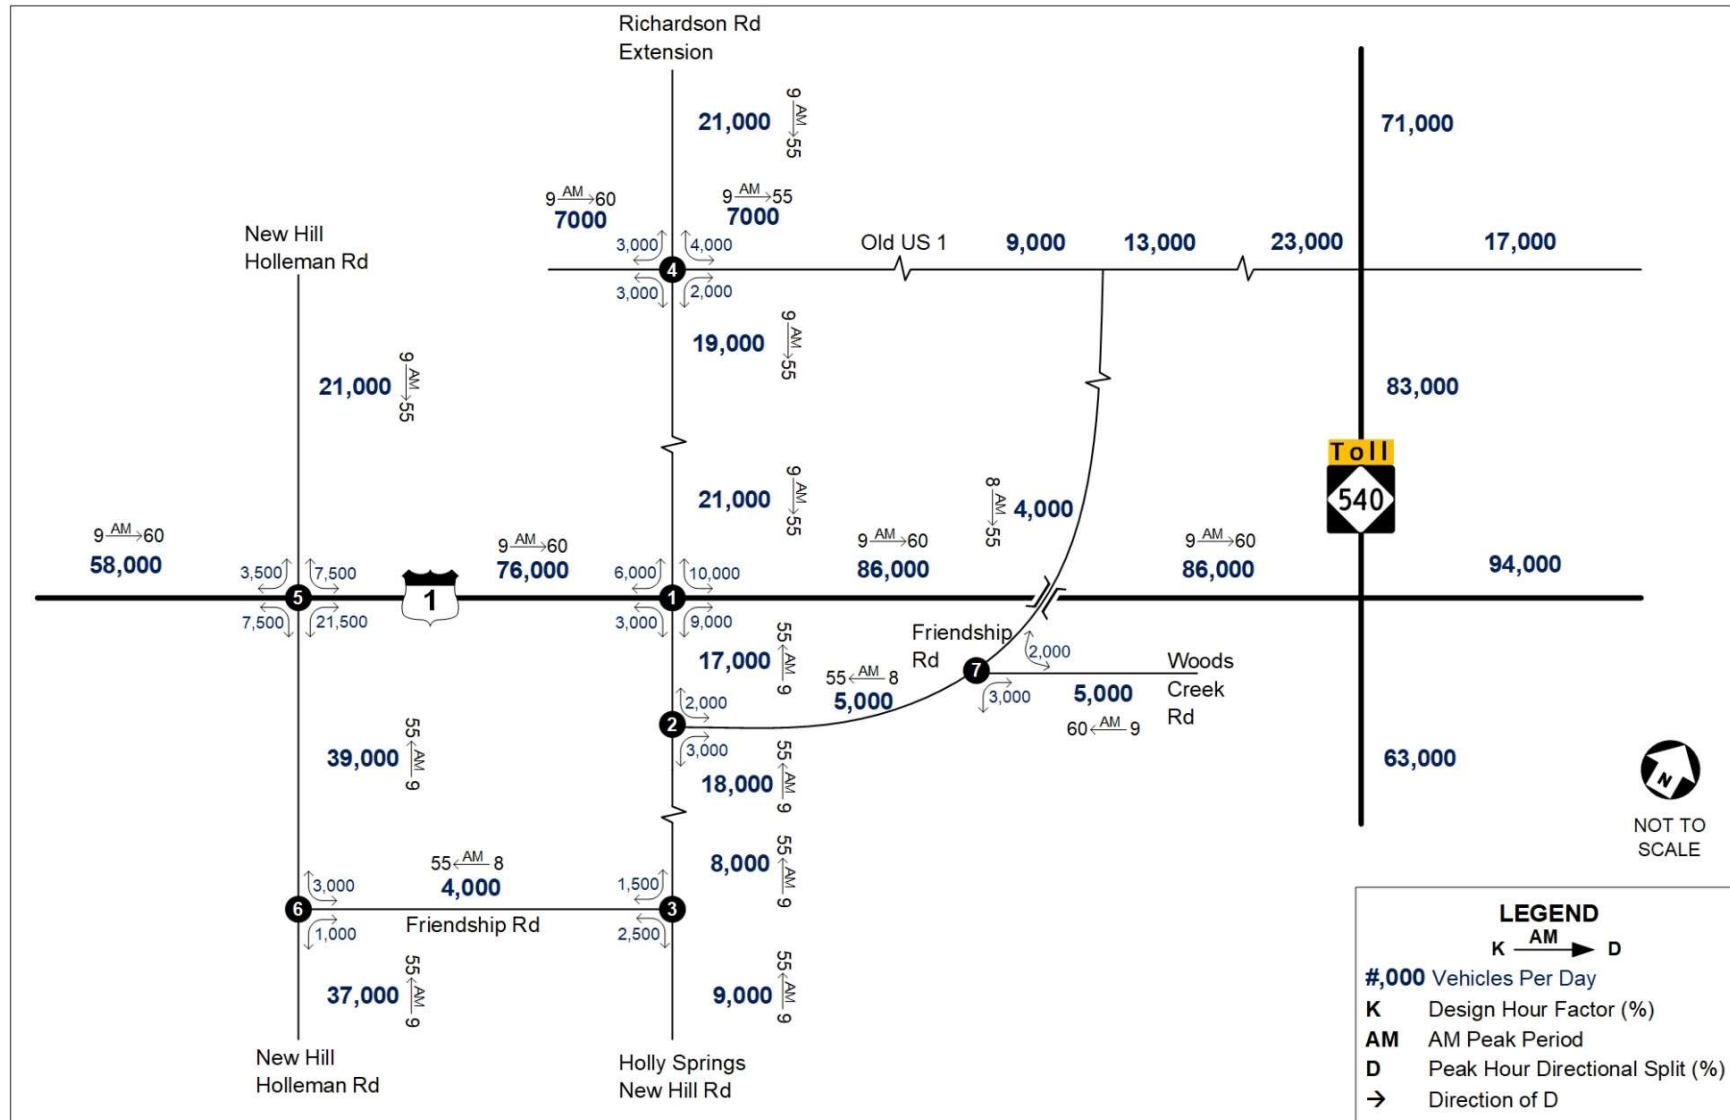 Richardson Rd
Extension
21,000
9 AM 55
71,000
9 AM 60
7000
9 AM 55
7000
New Hill
Holleman Rd
3,000
4,000
Old US 1
9,000
13,000
23,000
17,000
4
3,000
2,000
19,000
9 AM 55
21,000
9 AM 55
83,000
Toll
540
21,000
9 AM 55
8 AM 55
4,000
9 AM 60
58,000
9 AM 60
76,000
9 AM 60
86,000
9 AM 60
86,000
94,000
3,500
7,500
6,000
10,000
5
1
1
7,500
21,500
3,000
9,000
17,000
55 AM 9
Friendship
Rd
2,000
Woods
Creek
Rd
7
55 AM 8
5,000
3,000
5,000
60 AM 9
2,000
2
3,000
39,000
55 AM 9
18,000
55 AM 9
63,000
N
NOT TO
SCALE
8,000
55 AM 9
55 AM 8
4,000
3,000
1,500
6
3
Friendship Rd
1,000
2,500
37,000
55 AM 9
9,000
55 AM 9
New Hill
Holleman Rd
Holly Springs
New Hill Rd
LEGEND
K AM D
#,000 Vehicles Per Day
K Design Hour Factor (%)
AM AM Peak Period
D Peak Hour Directional Split (%)
→ Direction of D